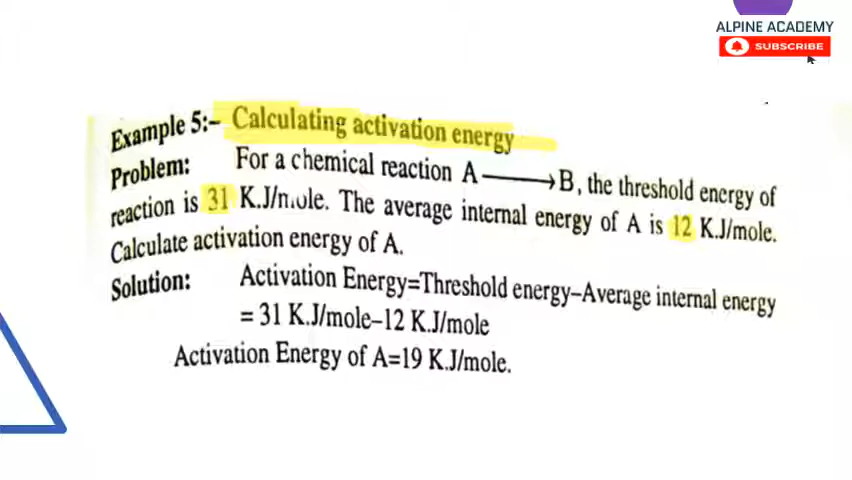 ALPINE ACADEMY
SUBSCRIBE
Example 5:– Calculating activation energy
Problem: For a chemical reaction A⟶B, the threshold energy of
reaction is 31 K.J/mole. The average internal energy of A is 12 K.J/mole.
Calculate activation energy of A.
Solution: Activation Energy=Threshold energy–Average internal energy
= 31 K.J/mole–12 K.J/mole
Activation Energy of A=19 K.J/mole.